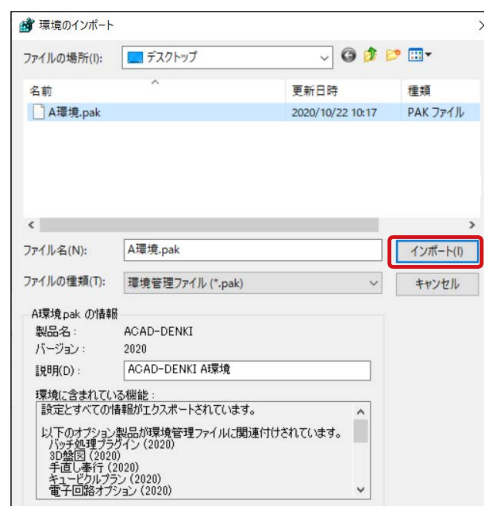 環境のインポート
ファイルの場所(I):
デスクトップ
名前
更新日時
種類
A環境.pak
2020/10/22 10:17
PAK ファイル
ファイル名(N):
A環境.pak
インポート(I)
ファイルの種類(T):
環境管理ファイル (*.pak)
キャンセル
A環境.pak の情報
製品名 :
ACAD-DENKI
バージョン :
2020
説明(D) :
ACAD-DENKI A環境
環境に含まれている機能 :
設定とすべての情報がエクスポートされています。
以下のオプション製品が環境管理ファイルに関連付けされています。
バッチ処理プラグイン (2020)
3D盤図 (2020)
手直し奉行 (2020)
キュービクルプラン (2020)
電子回路オプション (2020)